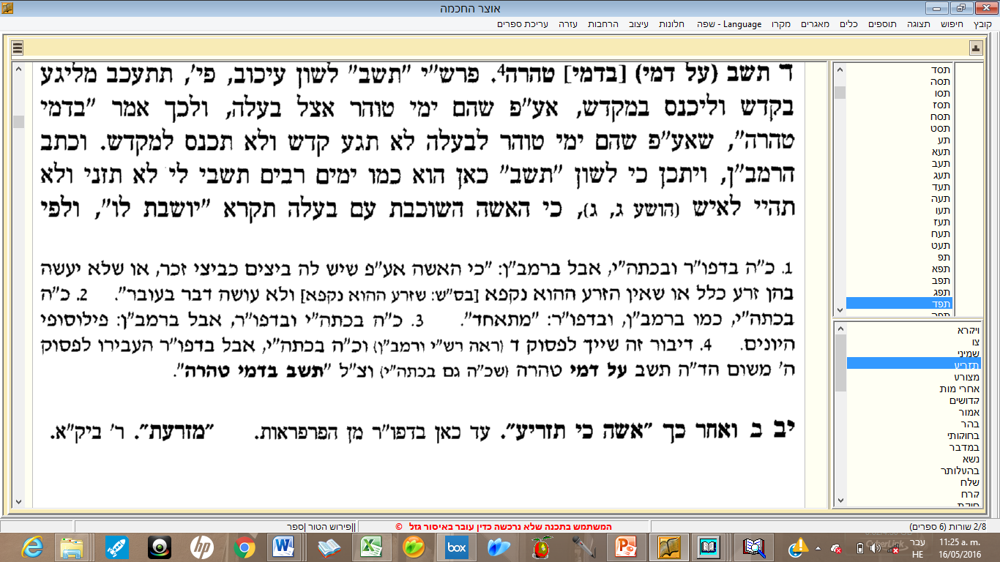 אוצר החכמה
קובץ חיפוש תצוגה תוספים כלים מאגרים מקרו Language - שפה חלונות עיצוב הרחבות עזרה עריכת ספרים
ד תשב (על דמי) [בדמי] טהרה4. פרש"י "תשב" לשון עיכוב, פי', תתעכב מליגע
בקדש וליכנס במקדש, אע"פ שהם ימי טוהר אצל בעלה, ולכך אמר "בדמי
טהרה", שאע"פ שהם ימי טוהר לבעלה לא תגע קדש ולא תכנס למקדש. וכתב
הרמב"ן, ויתכן כי לשון "תשב" כאן הוא כמו ימים רבים תשבי לי לא תזני ולא
תהיי לאיש (הושע ג, ג), כי האשה השוכבת עם בעלה תקרא "יושבת לו", ולפי
1. כ"ה בדפו"ר ובכתה"י, אבל ברמב"ן: "כי האשה אע"פ שיש לה ביצים כביצי זכר, או שלא יעשה
בהן זרע כלל או שאין הזרע ההוא נקפא [בס"ש: שזרע ההוא נקפא] ולא עושה דבר בעובר". 2. כ"ה
בכתה"י, כמו ברמב"ן, ובדפו"ר: "מתאחד". 3. כ"ה בכתה"י ובדפו"ר, אבל ברמב"ן: פילוסופי
היונים. 4. דיבור זה שייך לפסוק ד (ראה רש"י ורמב"ן) וכ"ה בכתה"י, אבל בדפו"ר העבירו לפסוק
ה' משום הד"ה תשב על דמי טהרה (שכ"ה גם בכתה"י) וצ"ל "תשב בדמי טהרה".
יב ב ואחר כך "אשה כי תזריע". עד כאן בדפו"ר מן הפרפראות. "מזרעת". ר' ביק"א.
תסד
תסה
תסו
תסז
תסח
תסט
תע
תעא
תעב
תעג
תעד
תעה
תעו
תעז
תעח
תעט
תפ
תפא
תפב
תפג
תפד
תפה
ויקרא
צו
שמיני
תזריע
מצורע
אחרי מות
קדושים
אמור
בהר
בחוקותי
במדבר
נשא
בהעלותך
שלח
קרח
חוקת
2/8 שורות (6 ספרים)
המשתמש בתכנה שלא נרכשה כדין עובר באיסור גזל ©
||פירוש הטור |ספר
hp
box
עבר
HE
11:25 a. m.
16/05/2016